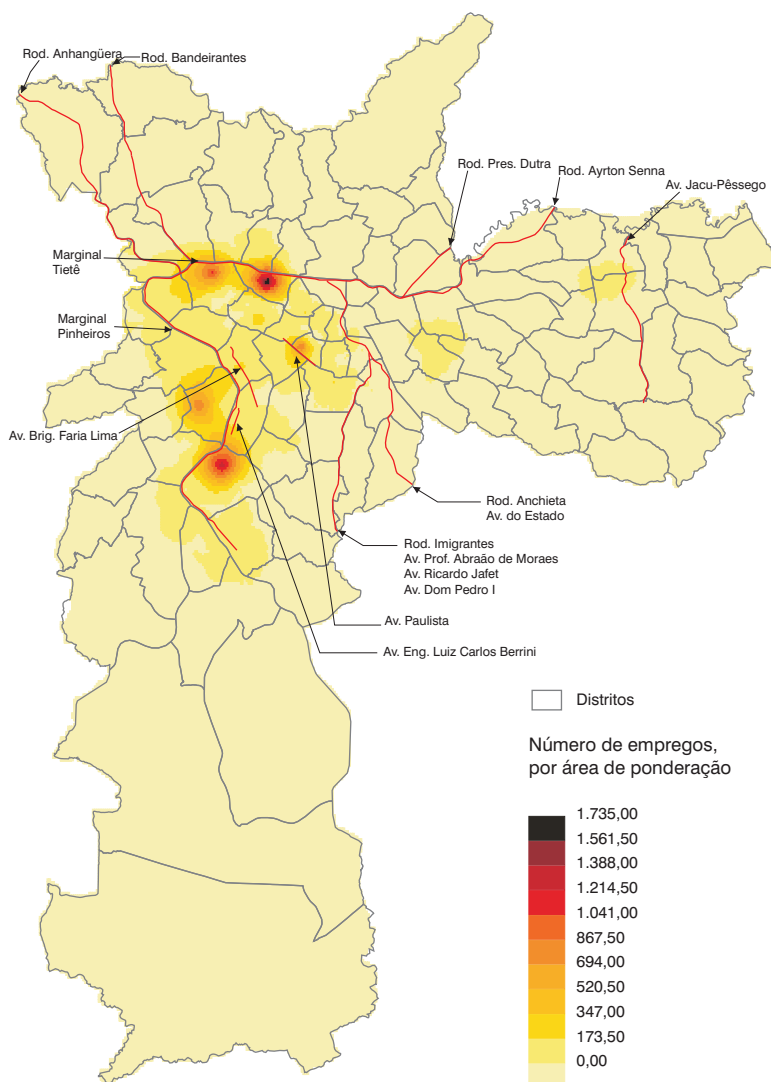 Rod. Anhangüera
Rod. Bandeirantes
Rod. Pres. Dutra
Rod. Ayrton Senna
Av. Jacu-Pêssego
Marginal
Tietê
Marginal
Pinheiros
Av. Brig. Faria Lima
Rod. Anchieta
Av. do Estado
Rod. Imigrantes
Av. Prof. Abraão de Moraes
Av. Ricardo Jafet
Av. Dom Pedro I
Av. Paulista
Av. Eng. Luiz Carlos Berrini
Distritos
Número de empregos,
por área de ponderação
1.735,00
1.561,50
1.388,00
1.214,50
1.041,00
867,50
694,00
520,50
347,00
173,50
0,00